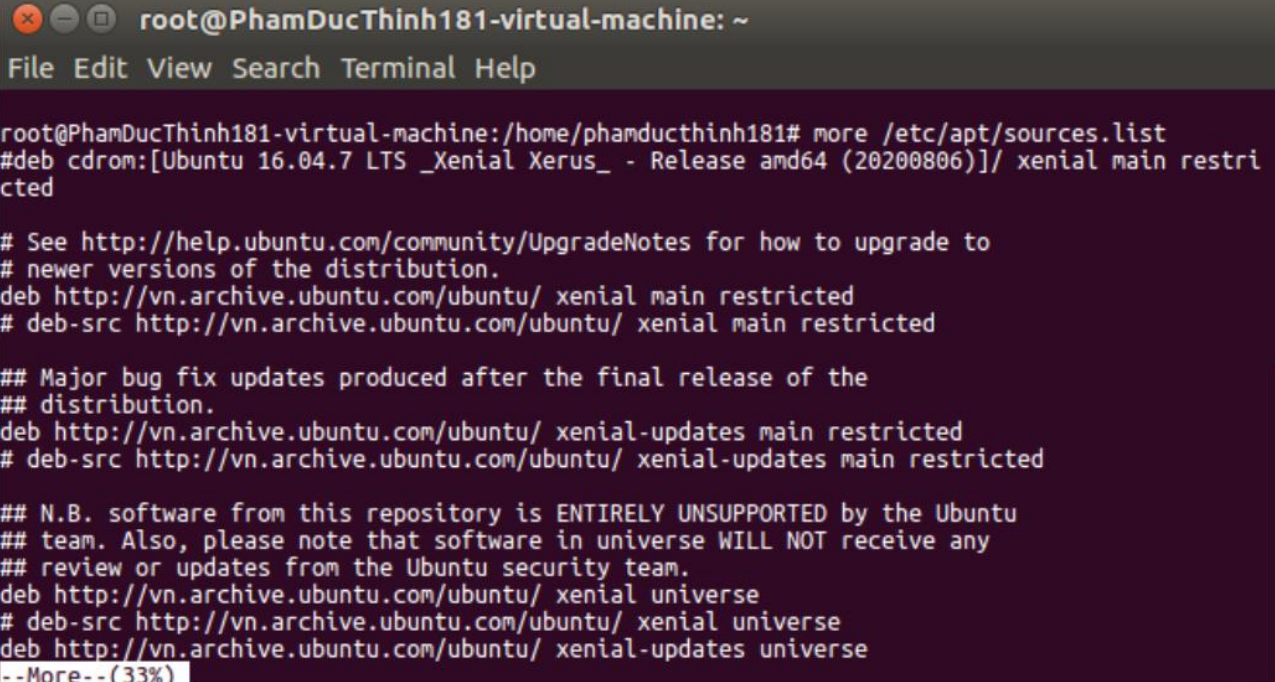 root@PhamDucThinh181-virtual-machine: ~
File Edit View Search Terminal Help
root@PhamDucThinh181-virtual-machine:/home/phamducthinh181# more /etc/apt/sources.list
#deb cdrom:[Ubuntu 16.04.7 LTS _Xenial Xerus_ - Release amd64 (20200806)]/ xenial main restri
cted
# See http://help.ubuntu.com/community/UpgradeNotes for how to upgrade to
# newer versions of the distribution.
deb http://vn.archive.ubuntu.com/ubuntu/ xenial main restricted
# deb-src http://vn.archive.ubuntu.com/ubuntu/ xenial main restricted
## Major bug fix updates produced after the final release of the
## distribution.
deb http://vn.archive.ubuntu.com/ubuntu/ xenial-updates main restricted
# deb-src http://vn.archive.ubuntu.com/ubuntu/ xenial-updates main restricted
## N.B. software from this repository is ENTIRELY UNSUPPORTED by the Ubuntu
## team. Also, please note that software in universe WILL NOT receive any
## review or updates from the Ubuntu security team.
deb http://vn.archive.ubuntu.com/ubuntu/ xenial universe
# deb-src http://vn.archive.ubuntu.com/ubuntu/ xenial universe
deb http://vn.archive.ubuntu.com/ubuntu/ xenial-updates universe
--More--(33%)